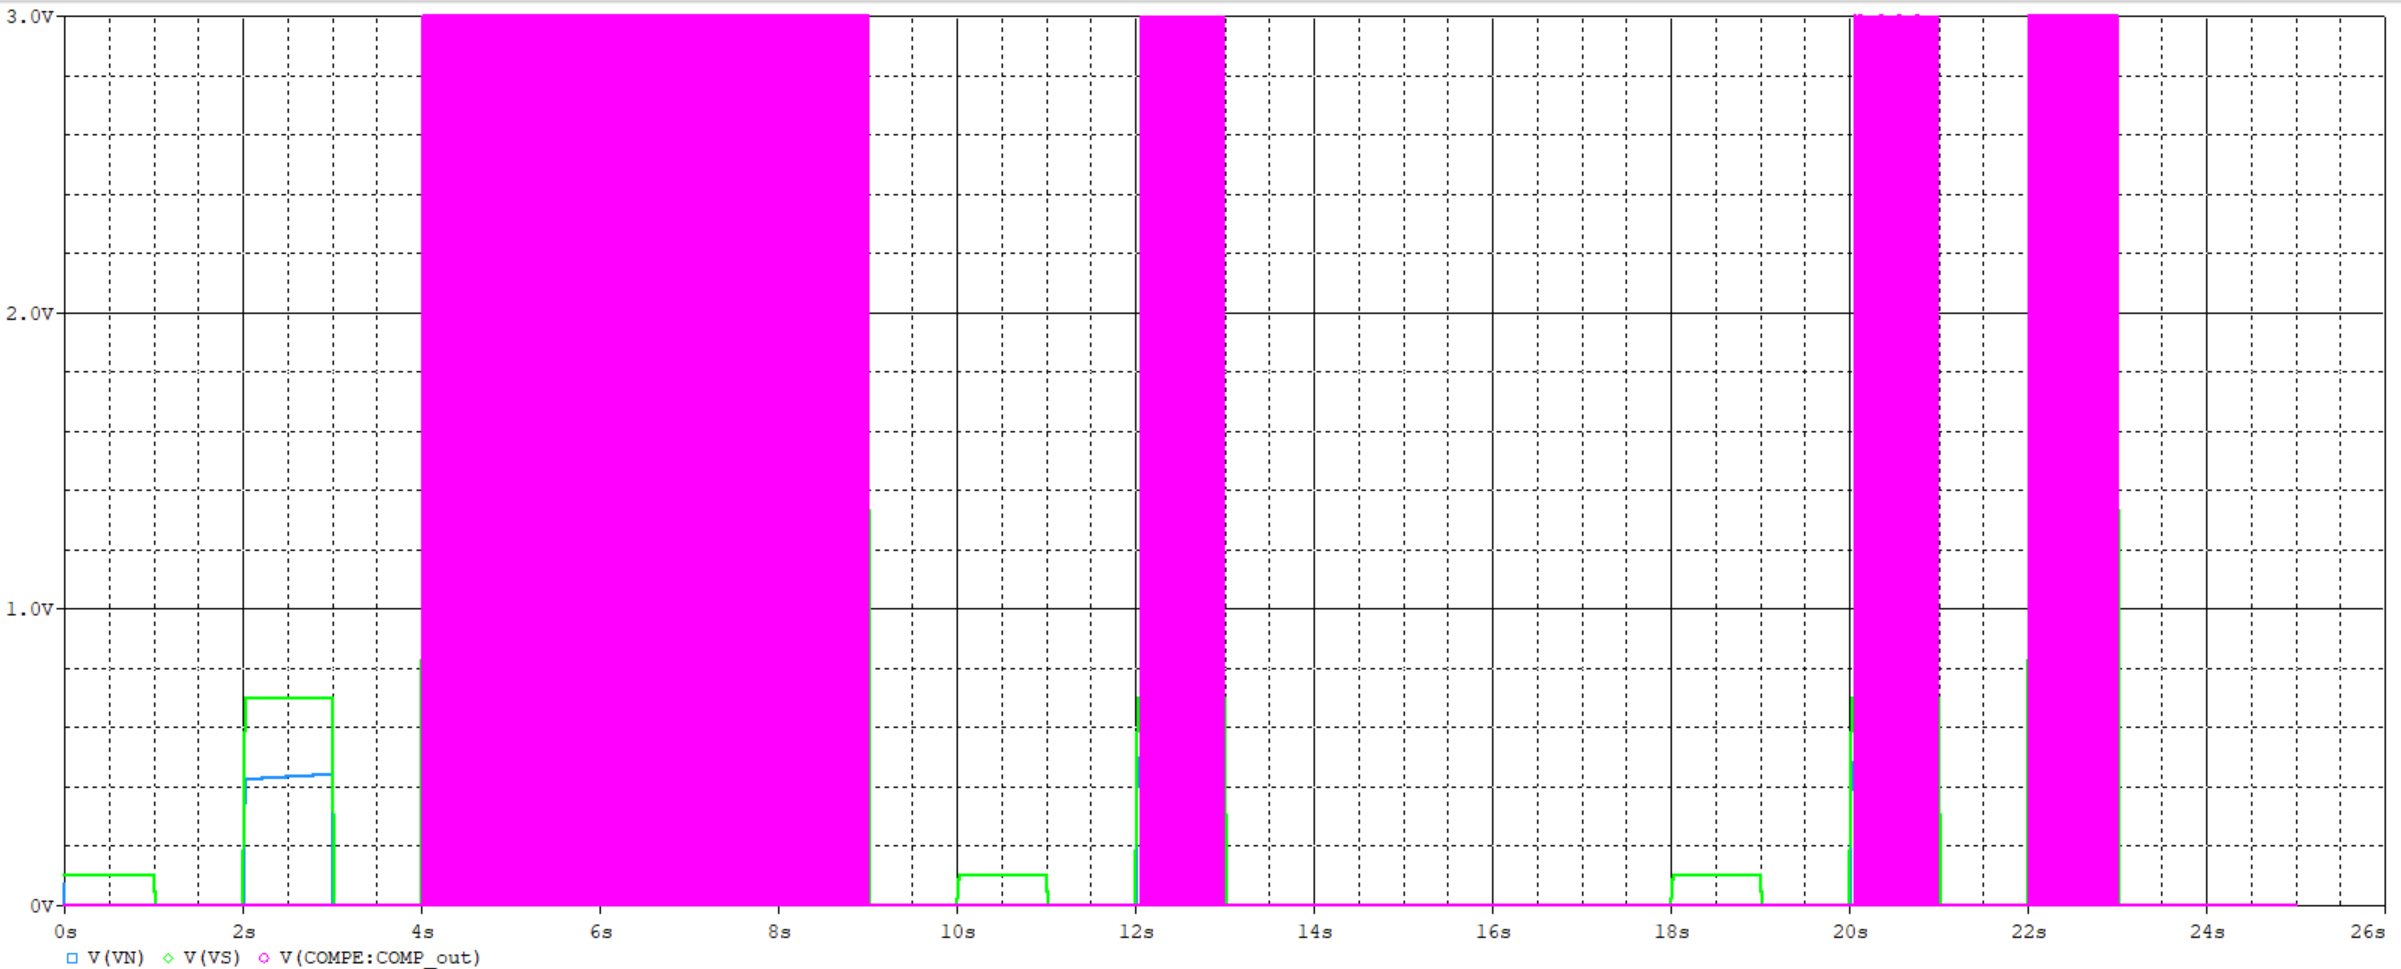 3.0V
2.0V
1.0V
0V
0s 2s 4s 6s 8s 10s 12s 14s 16s 18s 20s 22s 24s 26s
V(VN) V(VS) V(COMPE:COMP_out)